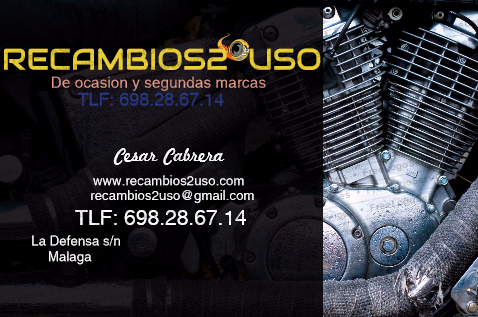 RECAMBIOS2USO
De ocasion y segundas marcas
TLF: 698.28.67.14
Cesar Cabrera
www.recambios2uso.com
recambios2uso@gmail.com
TLF: 698.28.67.14
La Defensa s/n
Malaga